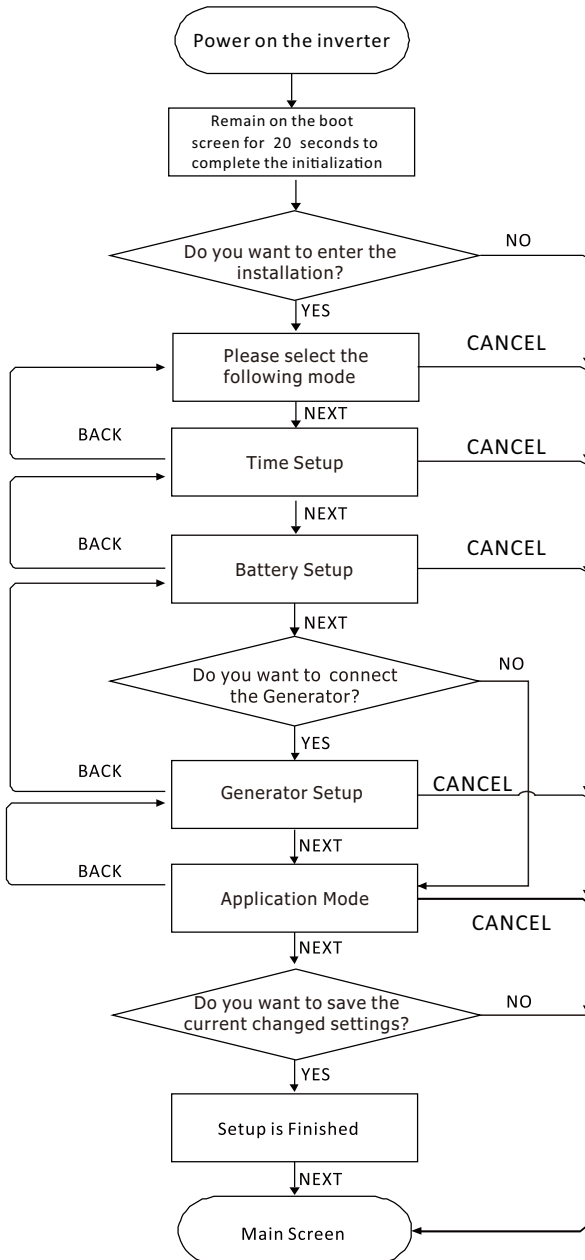 Power on the inverter
Remain on the boot
screen for 20 seconds to
complete the initialization
Do you want to enter the
installation?
NO
YES
Please select the
following mode
CANCEL
NEXT
BACK
Time Setup
CANCEL
NEXT
BACK
Battery Setup
CANCEL
NEXT
Do you want to connect
the Generator?
NO
YES
BACK
Generator Setup
CANCEL
NEXT
BACK
Application Mode
CANCEL
NEXT
Do you want to save the
current changed settings?
NO
YES
Setup is Finished
NEXT
Main Screen